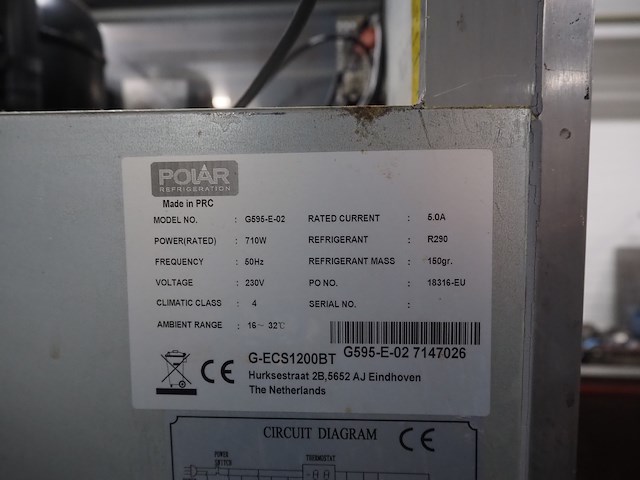 POLAR
REFRIGERATION
Made in PRC
MODEL NO. : G595-E-02 RATED CURRENT : 5.0A
POWER(RATED) : 710W REFRIGERANT : R290
FREQUENCY : 50Hz REFRIGERANT MASS : 150gr.
VOLTAGE : 230V PO NO. : 18316-EU
CLIMATIC CLASS : 4 SERIAL NO. :
AMBIENT RANGE : 16~32℃
CE G-ECS1200BT G595-E-02 7147026
Hurksestraat 2B,5652 AJ Eindhoven
The Netherlands
CIRCUIT DIAGRAM CE
POWER SWITCH THERMOSTAT